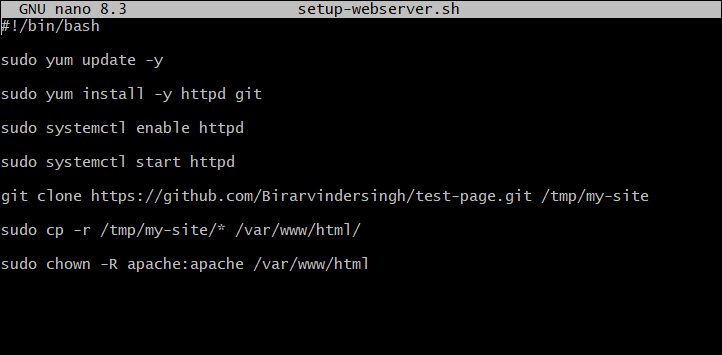 GNU nano 8.3 setup-webserver.sh
#!/bin/bash
sudo yum update -y
sudo yum install -y httpd git
sudo systemctl enable httpd
sudo systemctl start httpd
git clone https://github.com/Birarvindersingh/test-page.git /tmp/my-site
sudo cp -r /tmp/my-site/* /var/www/html/
sudo chown -R apache:apache /var/www/html